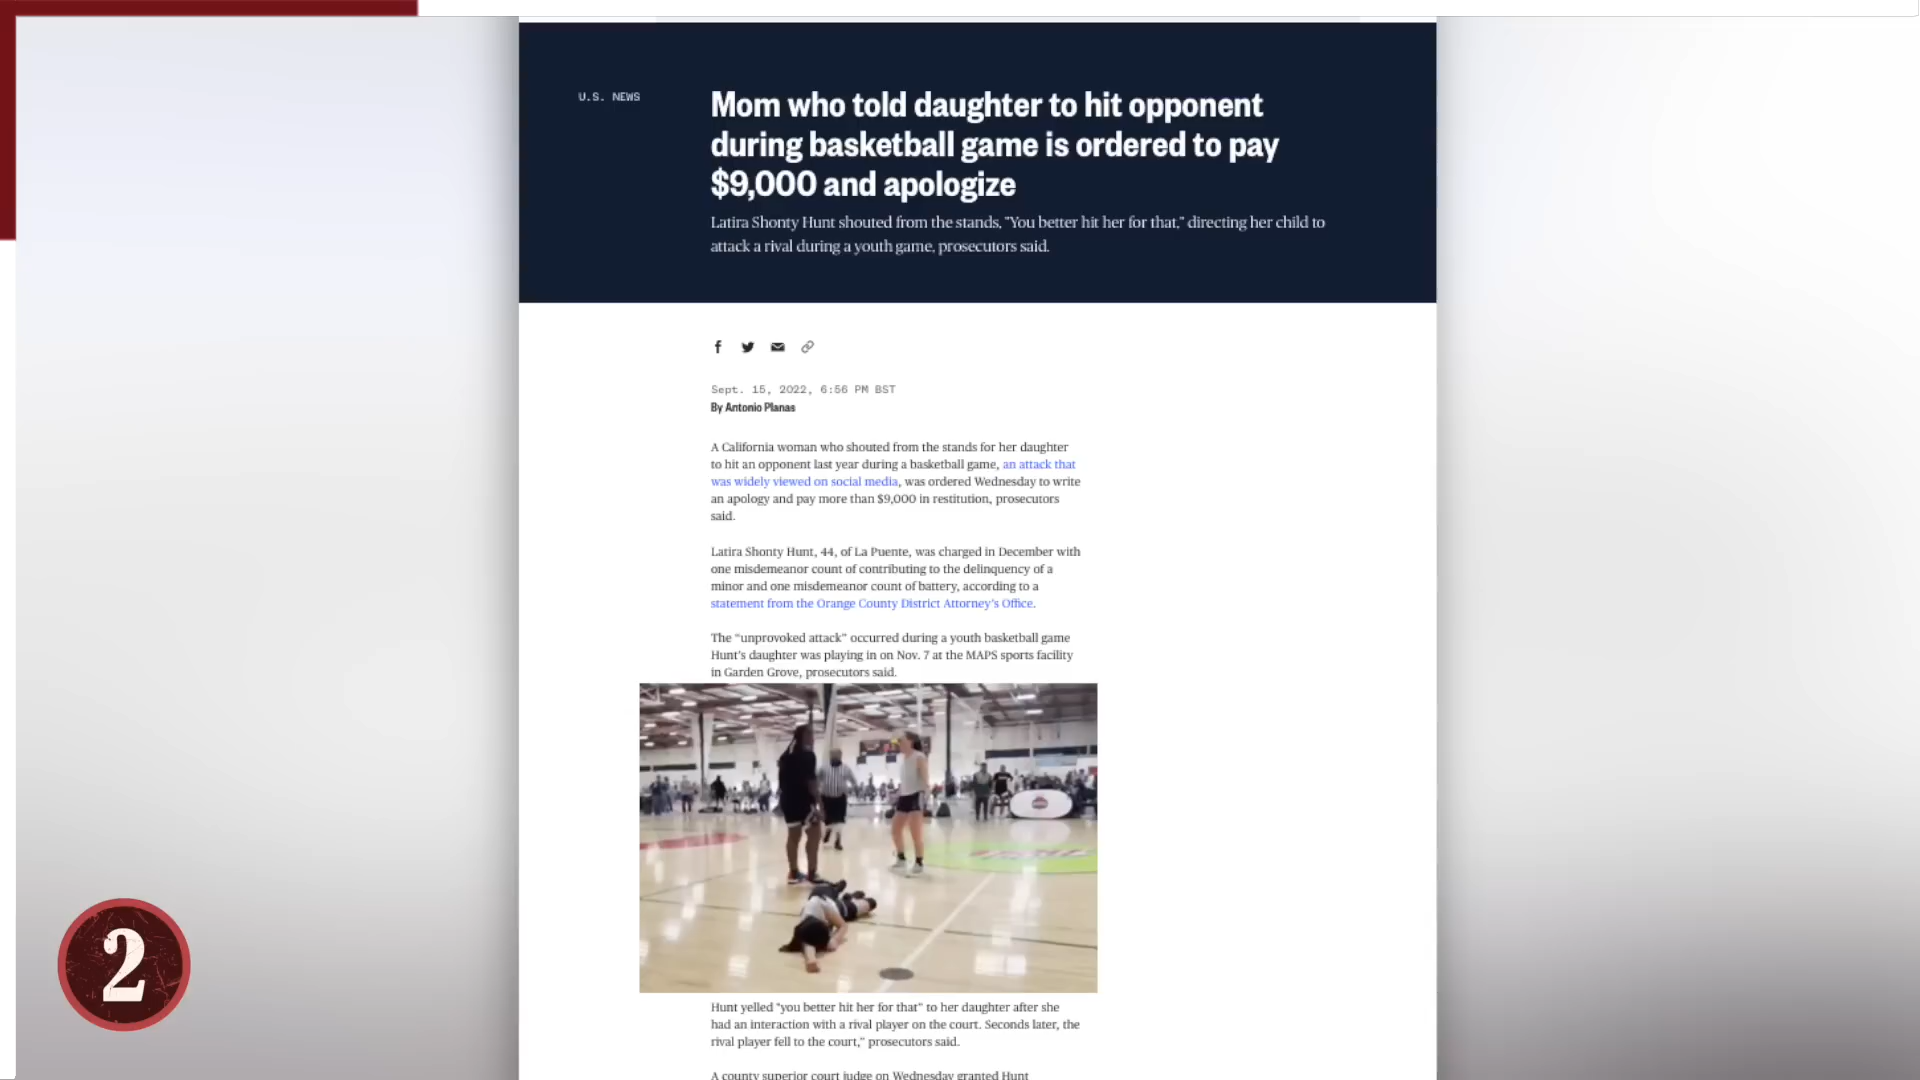 U.S. NEWS
Mom who told daughter to hit opponent
during basketball game is ordered to pay
$9,000 and apologize
Latira Shonty Hunt shouted from the stands, "You better hit her for that," directing her child to
attack a rival during a youth game, prosecutors said.
Sept. 15, 2022, 6:56 PM BST
By Antonio Planas
A California woman who shouted from the stands for her daughter
to hit an opponent last year during a basketball game, an attack that
was widely viewed on social media, was ordered Wednesday to write
an apology and pay more than $9,000 in restitution, prosecutors
said.
Latira Shonty Hunt, 44, of La Puente, was charged in December with
one misdemeanor count of contributing to the delinquency of a
minor and one misdemeanor count of battery, according to a
statement from the Orange County District Attorney's Office.
The “unprovoked attack” occurred during a youth basketball game
Hunt's daughter was playing in on Nov. 7 at the MAPS sports facility
in Garden Grove, prosecutors said.
Hunt yelled "you better hit her for that" to her daughter after she
had an interaction with a rival player on the court. Seconds later, the
rival player fell to the court," prosecutors said.
A county superior court judge on Wednesday granted Hunt
2